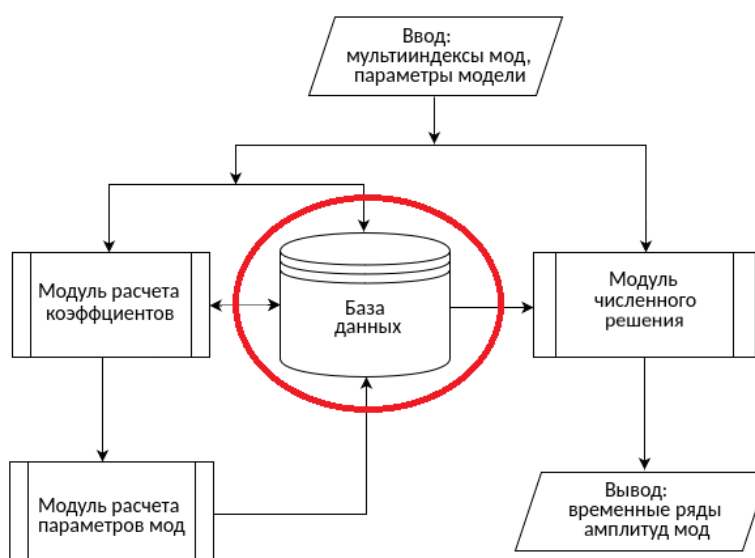 Ввод:
мультииндексы мод,
параметры модели
Модуль расчета
коэффциентов
База
данных
Модуль
численного
решения
Модуль расчета
параметров мод
Вывод:
временные ряды
амплитуд мод